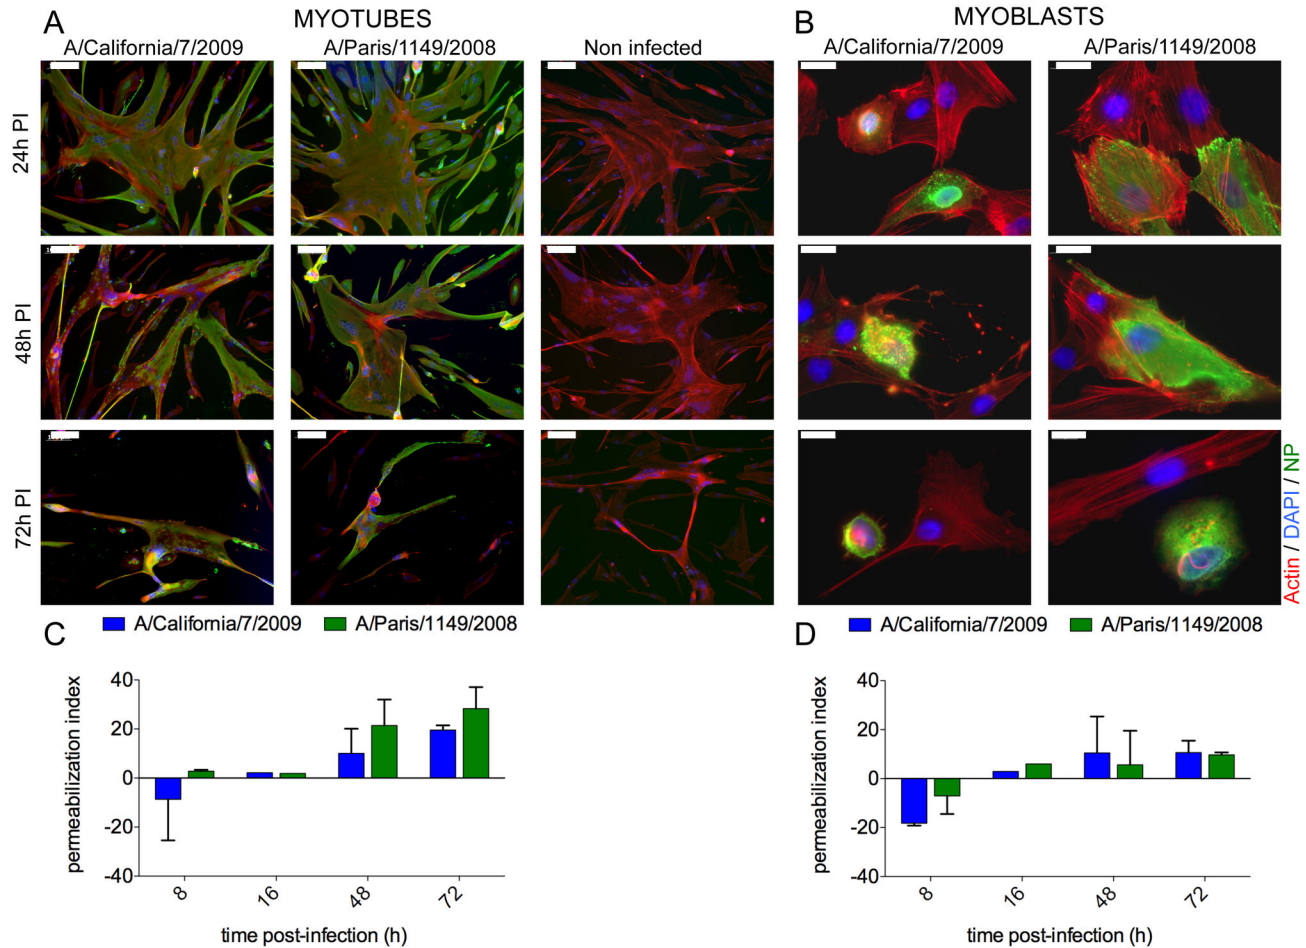 A
MYOTUBES
A/California/7/2009
A/Paris/1149/2008
Non infected
B
MYOBLASTS
A/California/7/2009
A/Paris/1149/2008
24h PI
48h PI
72h PI
Actin / DAPI / NP
C
A/California/7/2009
A/Paris/1149/2008
permeabilization index
40
20
0
-20
-40
8
16
48
72
time post-infection (h)
D
A/California/7/2009
A/Paris/1149/2008
permeabilization index
40
20
0
-20
-40
8
16
48
72
time post-infection (h)